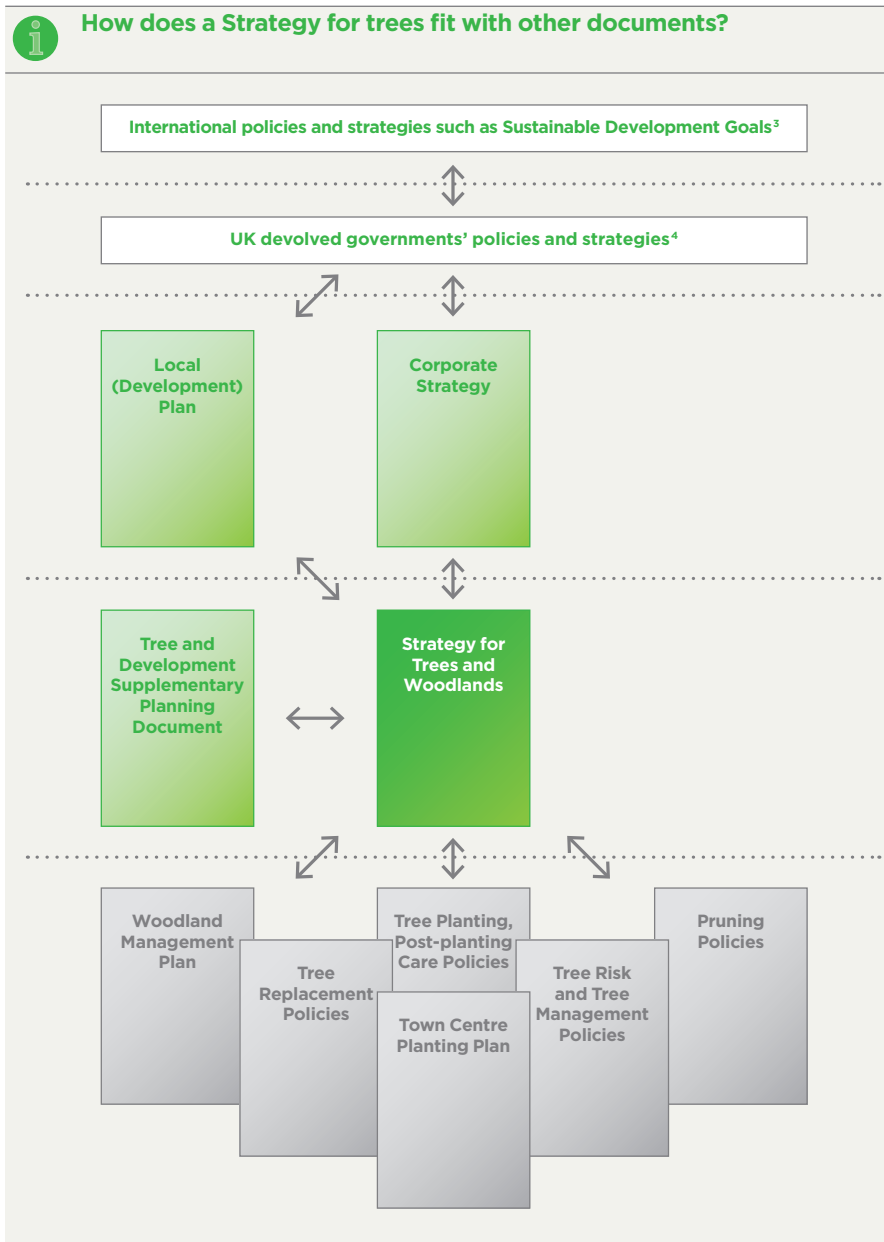 i
How does a Strategy for trees fit with other documents?
International policies and strategies such as Sustainable Development Goals³
UK devolved governments’ policies and strategies⁴
Local
(Development)
Plan
Corporate
Strategy
Tree and
Development
Supplementary
Planning
Document
Strategy for
Trees and
Woodlands
Woodland
Management
Plan
Tree
Replacement
Policies
Tree Planting,
Post-planting
Care Policies
Town Centre
Planting Plan
Tree Risk
and Tree
Management
Policies
Pruning
Policies